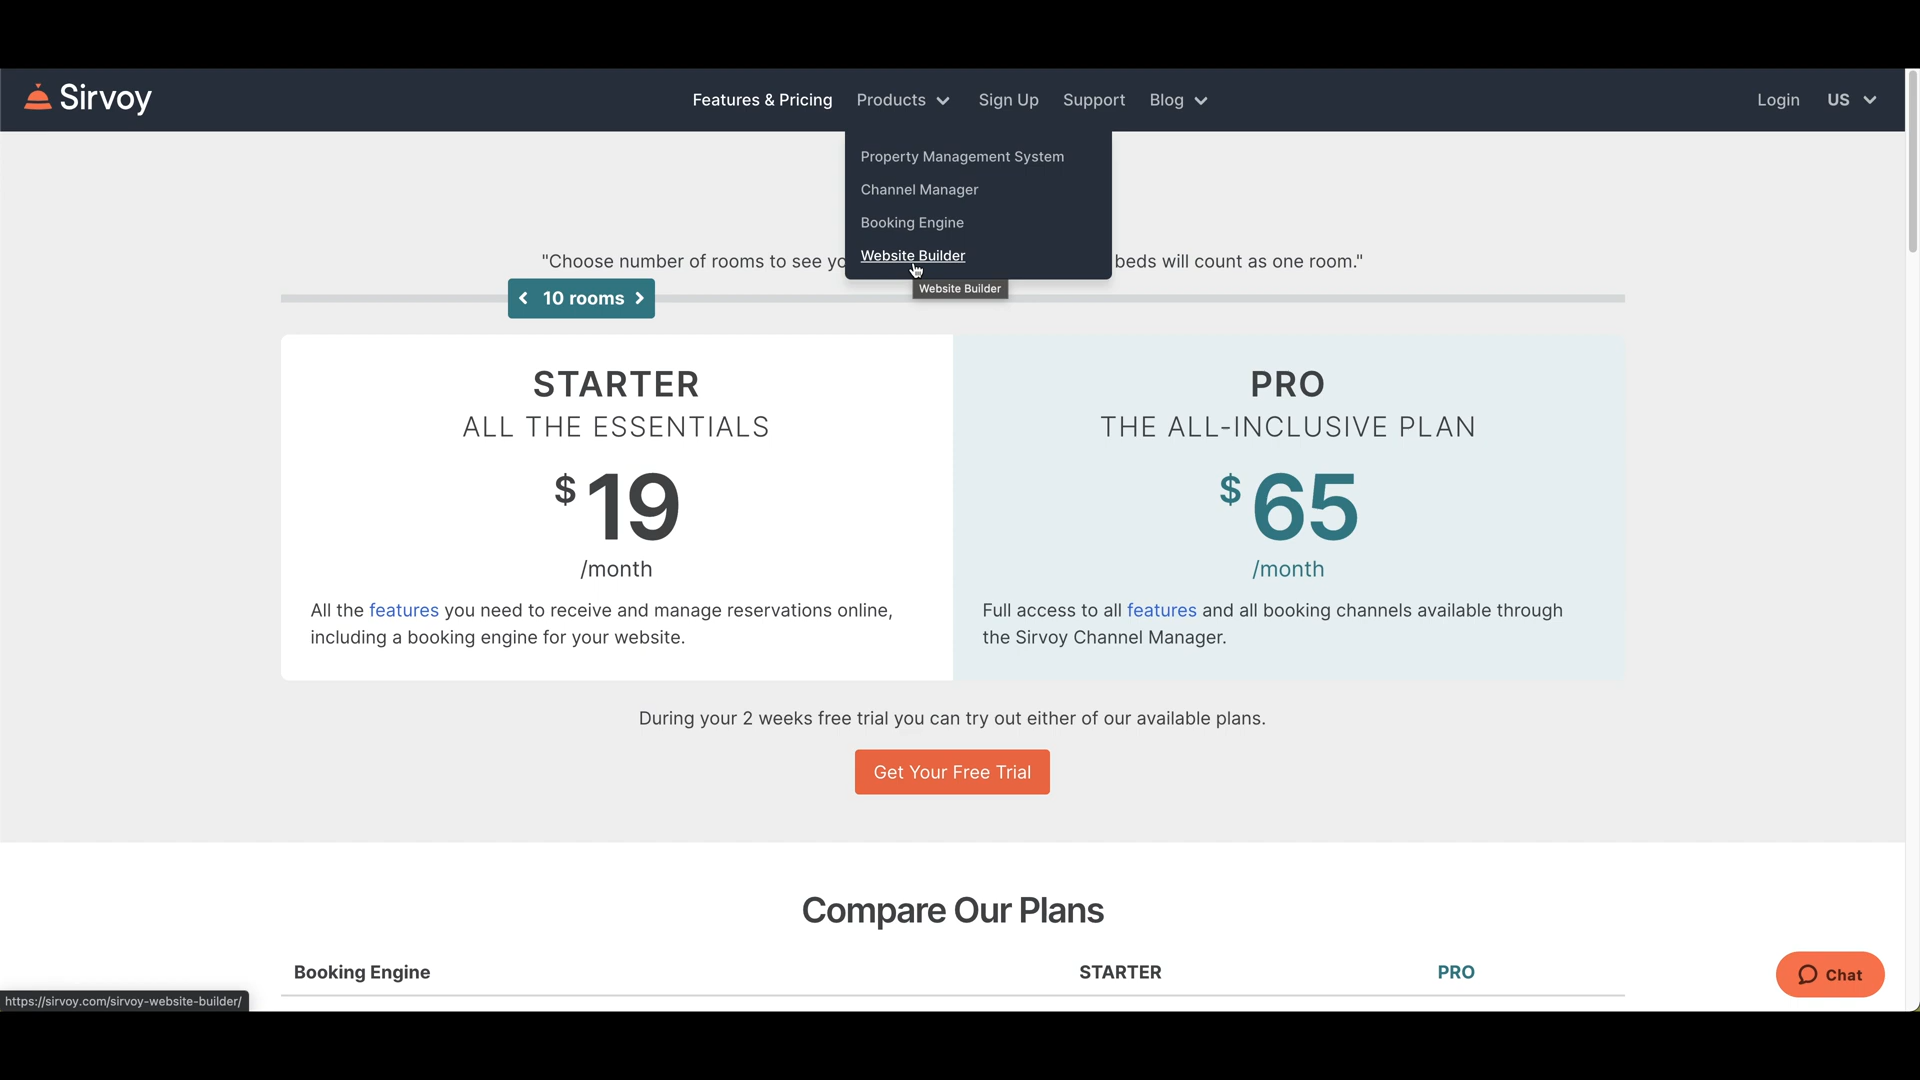 Sirvoy
Features & Pricing Products Sign Up Support Blog Login US
Property Management System
Channel Manager
Booking Engine
Website Builder
"Choose number of rooms to see yo beds will count as one room."
Website Builder
10 rooms
STARTER
ALL THE ESSENTIALS
$19
/month
All the features you need to receive and manage reservations online,
including a booking engine for your website.
PRO
THE ALL-INCLUSIVE PLAN
$65
/month
Full access to all features and all booking channels available through
the Sirvoy Channel Manager.
During your 2 weeks free trial you can try out either of our available plans.
Get Your Free Trial
Compare Our Plans
Booking Engine STARTER PRO
Chat
https://sirvoy.com/sirvoy-website-builder/